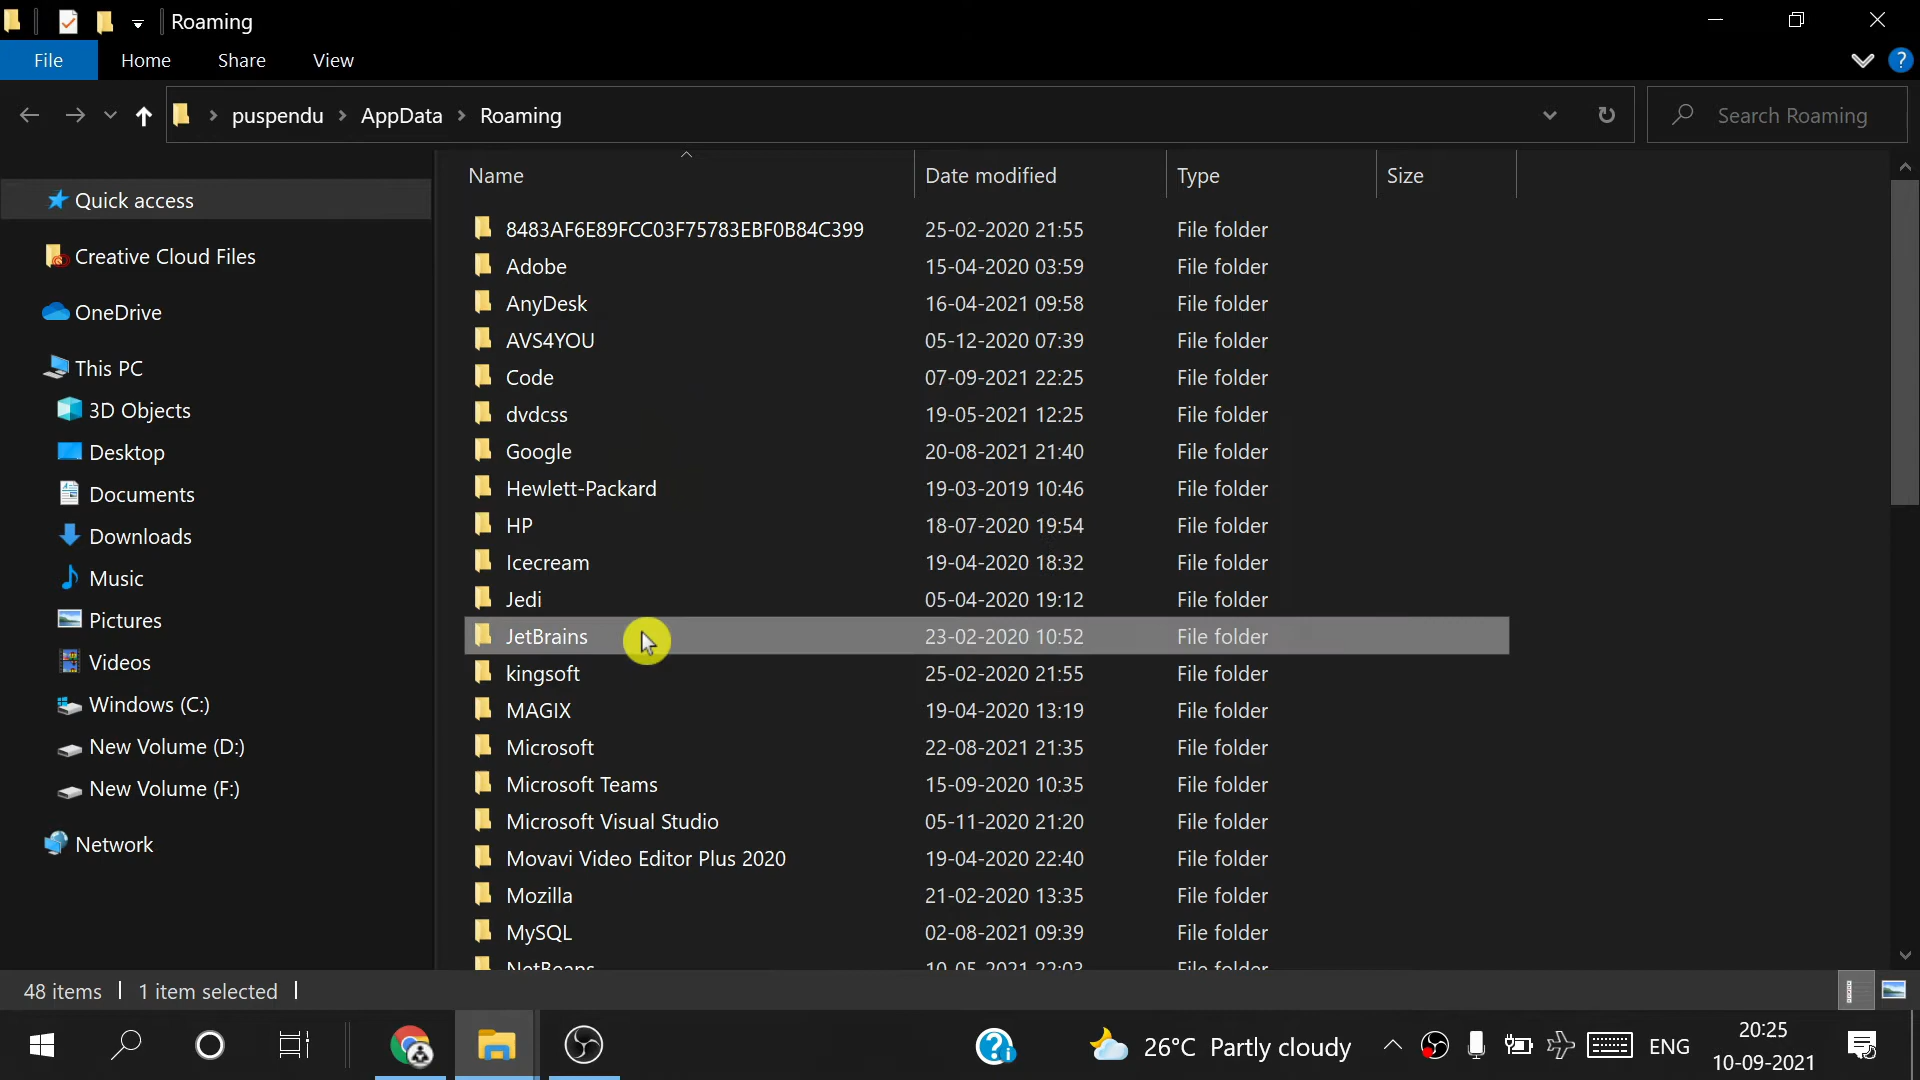 Roaming
File Home Share View
puspendu AppData Roaming Search Roaming
Name Date modified Type Size
Quick access
Creative Cloud Files
OneDrive
This PC
3D Objects
Desktop
Documents
Downloads
Music
Pictures
Videos
Windows (C:)
New Volume (D:)
New Volume (F:)
Network
8483AF6E89FCC03F75783EBF0B84C399 25-02-2020 21:55 File folder
Adobe 15-04-2020 03:59 File folder
AnyDesk 16-04-2021 09:58 File folder
AVS4YOU 05-12-2020 07:39 File folder
Code 07-09-2021 22:25 File folder
dvdcss 19-05-2021 12:25 File folder
Google 20-08-2021 21:40 File folder
Hewlett-Packard 19-03-2019 10:46 File folder
HP 18-07-2020 19:54 File folder
Icecream 19-04-2020 18:32 File folder
Jedi 05-04-2020 19:12 File folder
JetBrains 23-02-2020 10:52 File folder
kingsoft 25-02-2020 21:55 File folder
MAGIX 19-04-2020 13:19 File folder
Microsoft 22-08-2021 21:35 File folder
Microsoft Teams 15-09-2020 10:35 File folder
Microsoft Visual Studio 05-11-2020 21:20 File folder
Movavi Video Editor Plus 2020 19-04-2020 22:40 File folder
Mozilla 21-02-2020 13:35 File folder
MySQL 02-08-2021 09:39 File folder
NetBeans 10-05-2021 22:03 File folder
48 items 1 item selected
26°C Partly cloudy ENG 20:25
10-09-2021